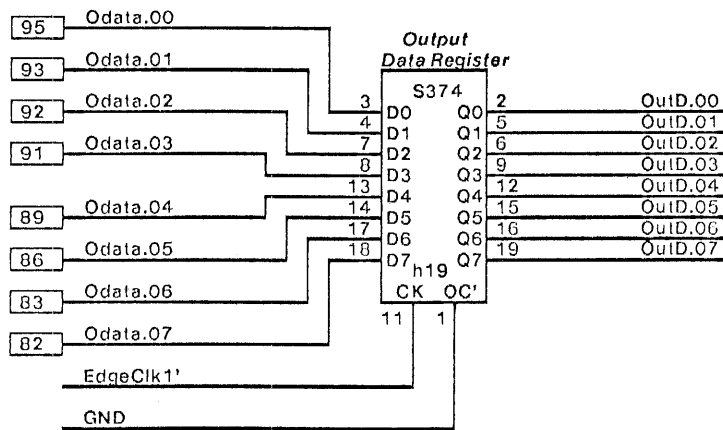 95 Odata.00
93 Odata.01
92 Odata.02
91 Odata.03
89 Odata.04
86 Odata.05
83 Odata.06
82 Odata.07
EdgeClk1'
GND
Output
Data Register
S374
3 D0 Q0 2 OutD.00
4 D1 Q1 5 OutD.01
7 D2 Q2 6 OutD.02
8 D3 Q3 9 OutD.03
13 D4 Q4 12 OutD.04
14 D5 Q5 15 OutD.05
17 D6 Q6 16 OutD.06
18 D7 Q7 19 OutD.07
h19
CK OC'
11 1